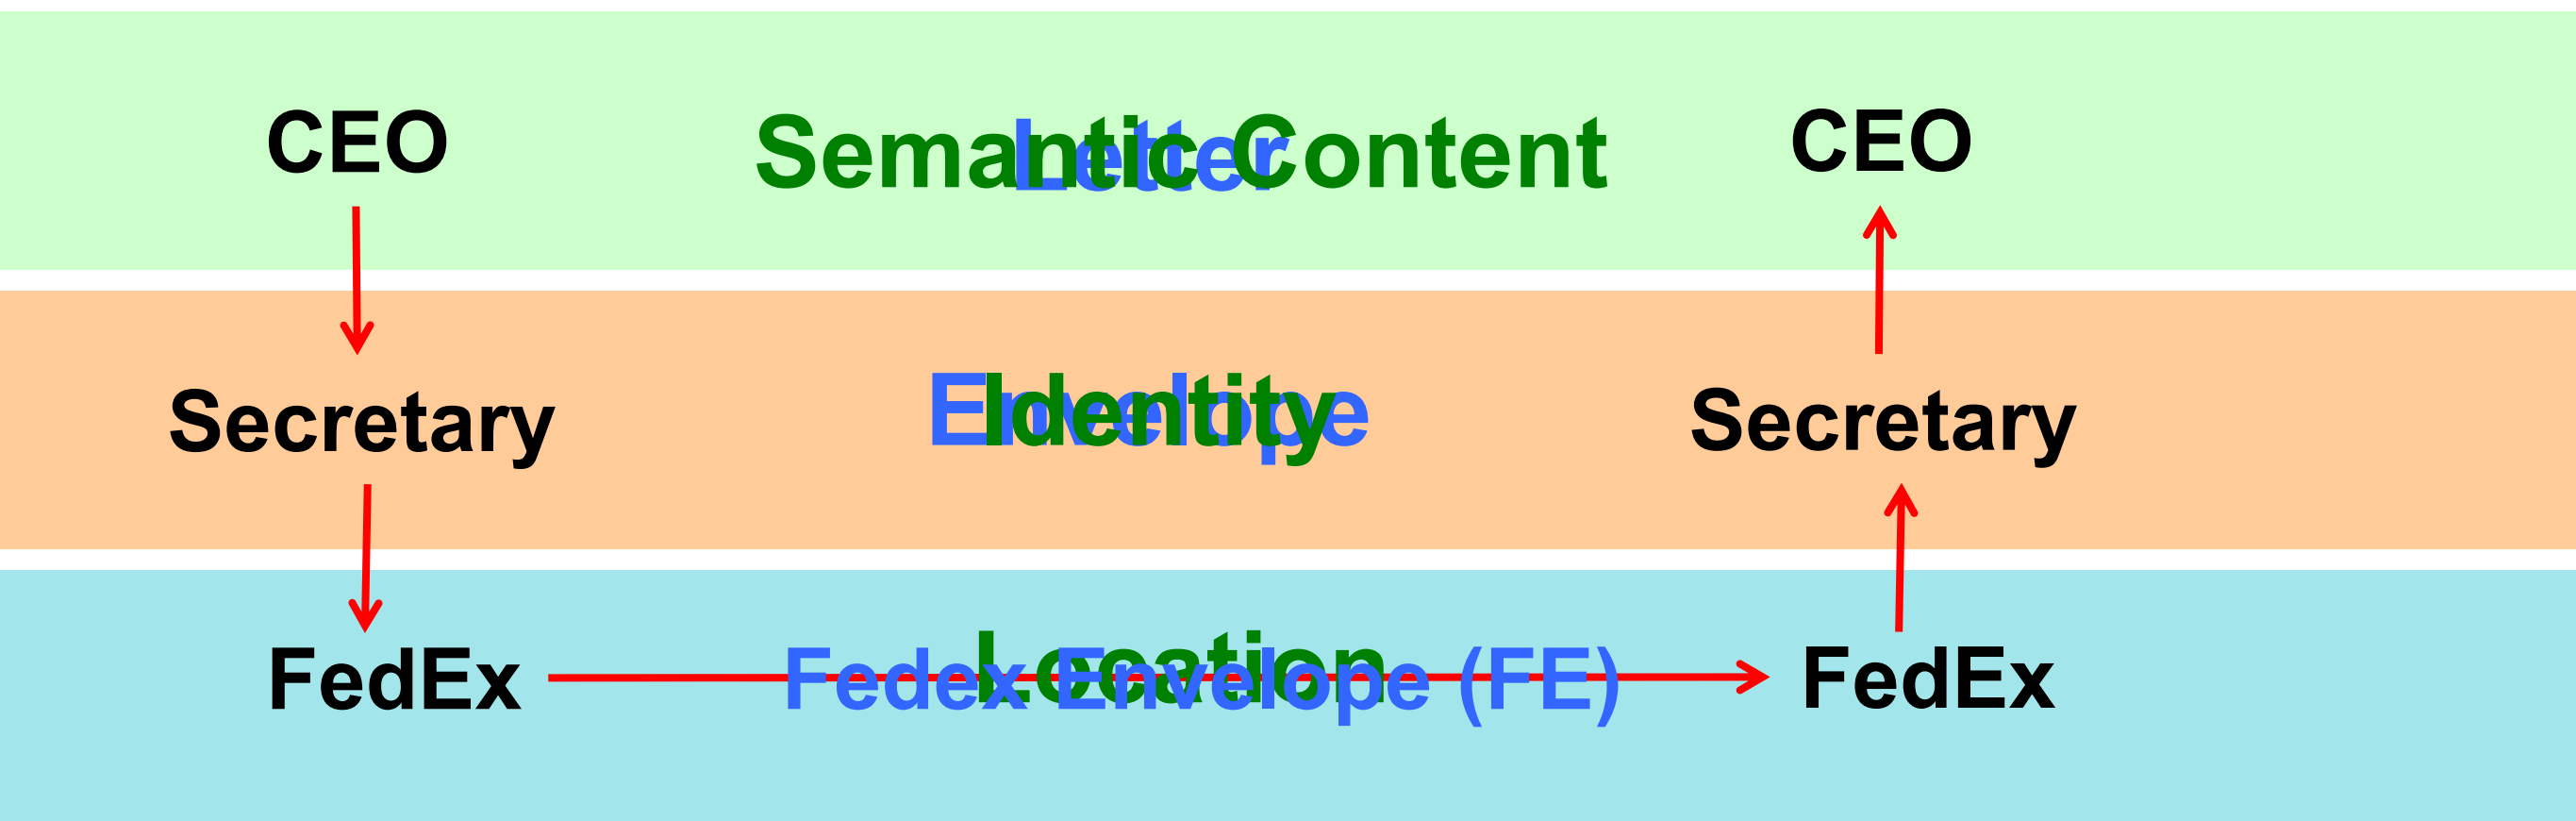 CEO
Semantic Content
Letter
CEO
Secretary
Envelope
Identity
Secretary
FedEx
Location
Fedex Envelope (FE)
FedEx